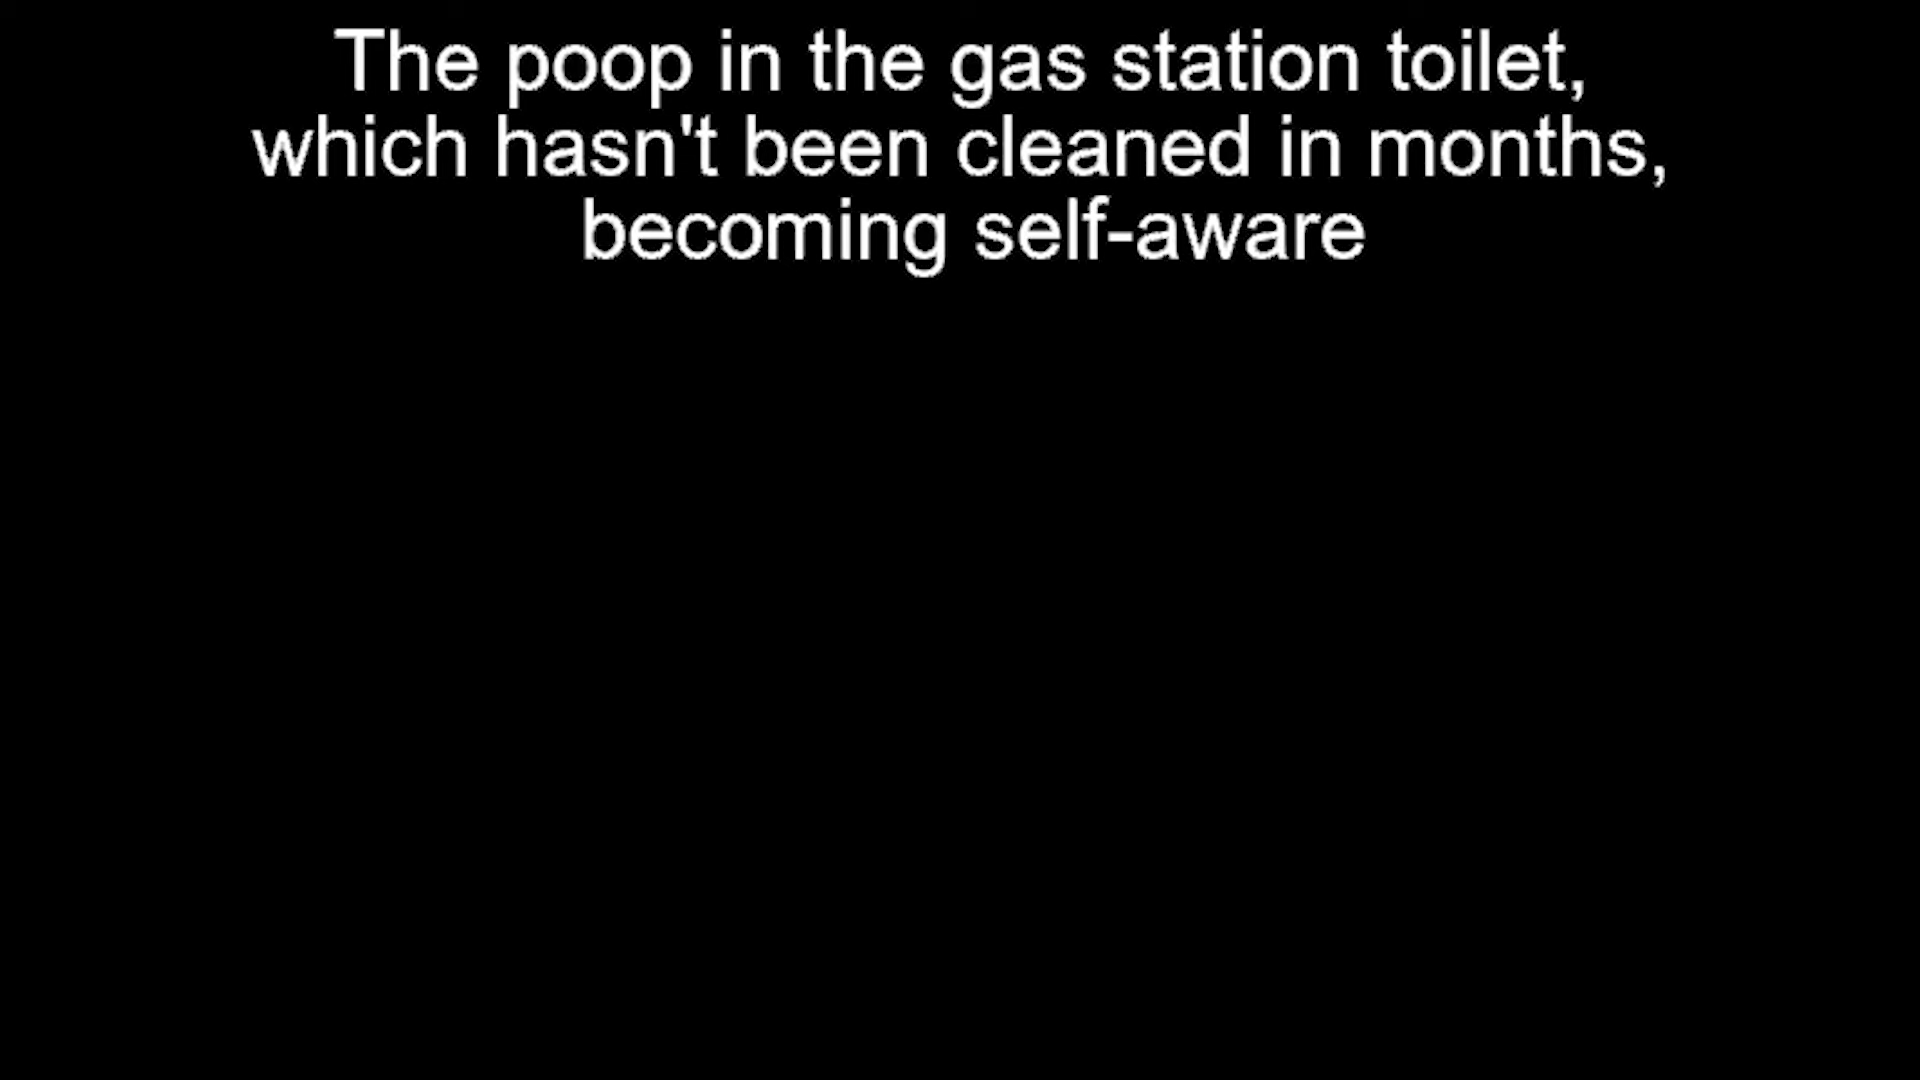 The poop in the gas station toilet,
which hasn't been cleaned in months,
becoming self-aware